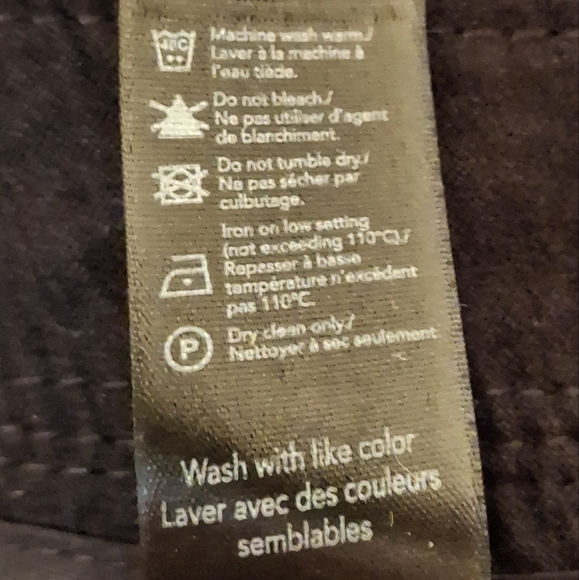 40C
Machine wash warm/
Laver à la machine à
l'eau tiède.
Do not bleach/
Ne pas utiliser d'agent
de blanchiment.
Do not tumble dry/
Ne pas sécher par
culbutage.
Iron on low setting
(not exceeding 110°C)/
Repasser à basse
température n'excédent
pas 110°C
P
Dry clean only/
Nettoyer à sec seulement
Wash with like color
Laver avec des couleurs
semblables